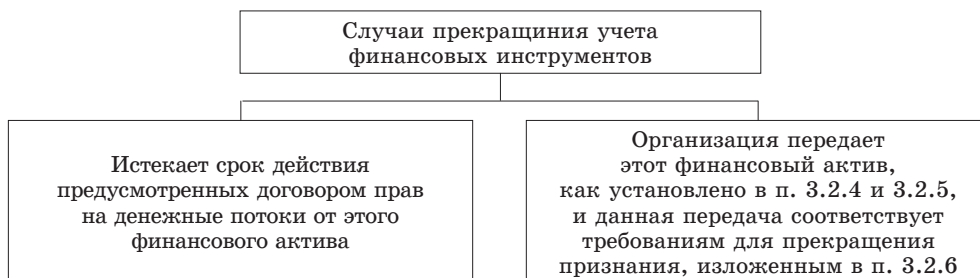 Случаи прекращиния учета
финансовых инструментов
Истекает срок действия
предусмотренных договором прав
на денежные потоки от этого
финансового актива
Организация передает
этот финансовый актив,
как установлено в п. 3.2.4 и 3.2.5,
и данная передача соответствует
требованиям для прекращения
признания, изложенным в п. 3.2.6